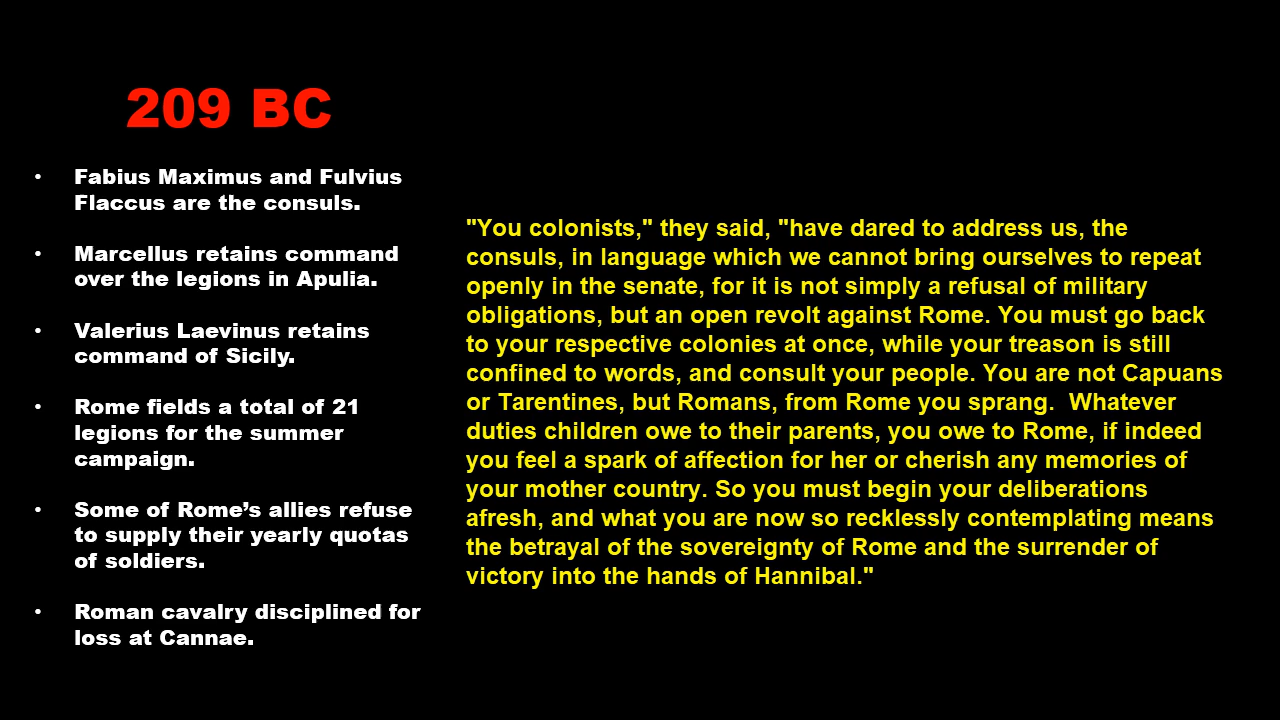 209 BC
• Fabius Maximus and Fulvius
Flaccus are the consuls.
• Marcellus retains command
over the legions in Apulia.
• Valerius Laevinus retains
command of Sicily.
• Rome fields a total of 21
legions for the summer
campaign.
• Some of Rome’s allies refuse
to supply their yearly quotas
of soldiers.
• Roman cavalry disciplined for
loss at Cannae.
"You colonists," they said, "have dared to address us, the
consuls, in language which we cannot bring ourselves to repeat
openly in the senate, for it is not simply a refusal of military
obligations, but an open revolt against Rome. You must go back
to your respective colonies at once, while your treason is still
confined to words, and consult your people. You are not Capuans
or Tarentines, but Romans, from Rome you sprang.  Whatever
duties children owe to their parents, you owe to Rome, if indeed
you feel a spark of affection for her or cherish any memories of
your mother country. So you must begin your deliberations
afresh, and what you are now so recklessly contemplating means
the betrayal of the sovereignty of Rome and the surrender of
victory into the hands of Hannibal."